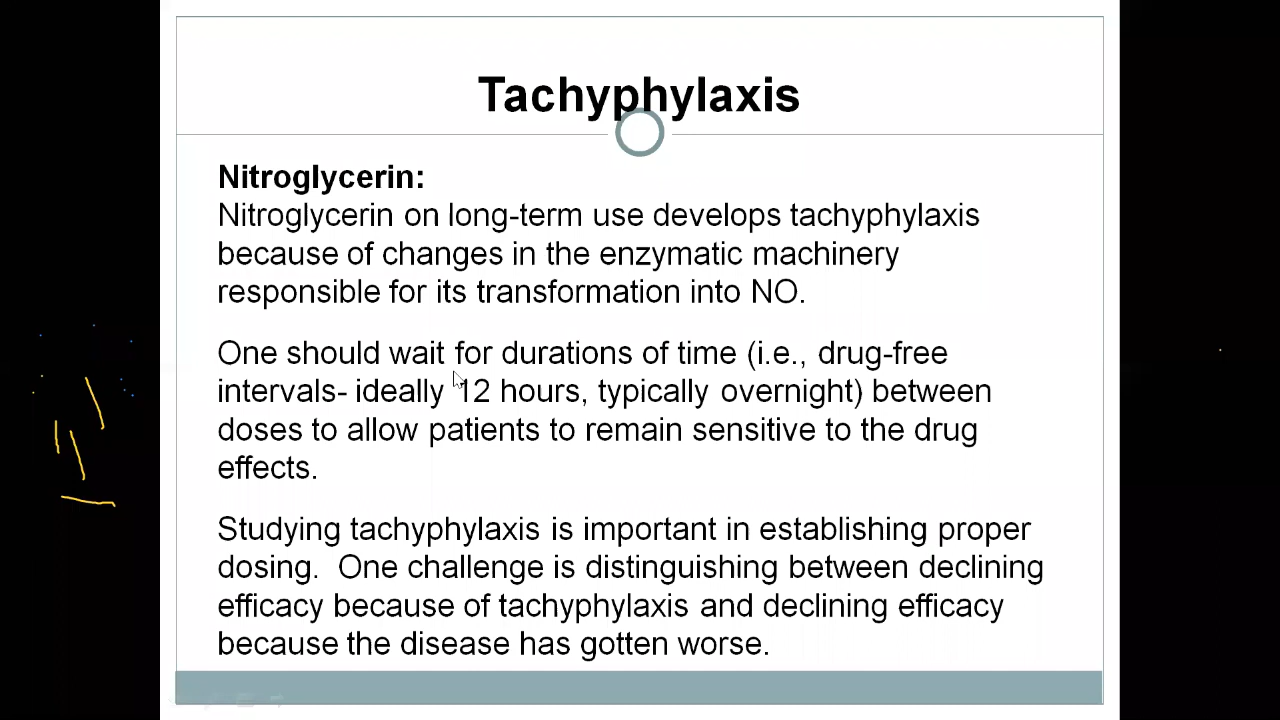 Tachyphylaxis
Nitroglycerin:
Nitroglycerin on long-term use develops tachyphylaxis
because of changes in the enzymatic machinery
responsible for its transformation into NO.
One should wait for durations of time (i.e., drug-free
intervals- ideally 12 hours, typically overnight) between
doses to allow patients to remain sensitive to the drug
effects.
Studying tachyphylaxis is important in establishing proper
dosing.  One challenge is distinguishing between declining
efficacy because of tachyphylaxis and declining efficacy
because the disease has gotten worse.